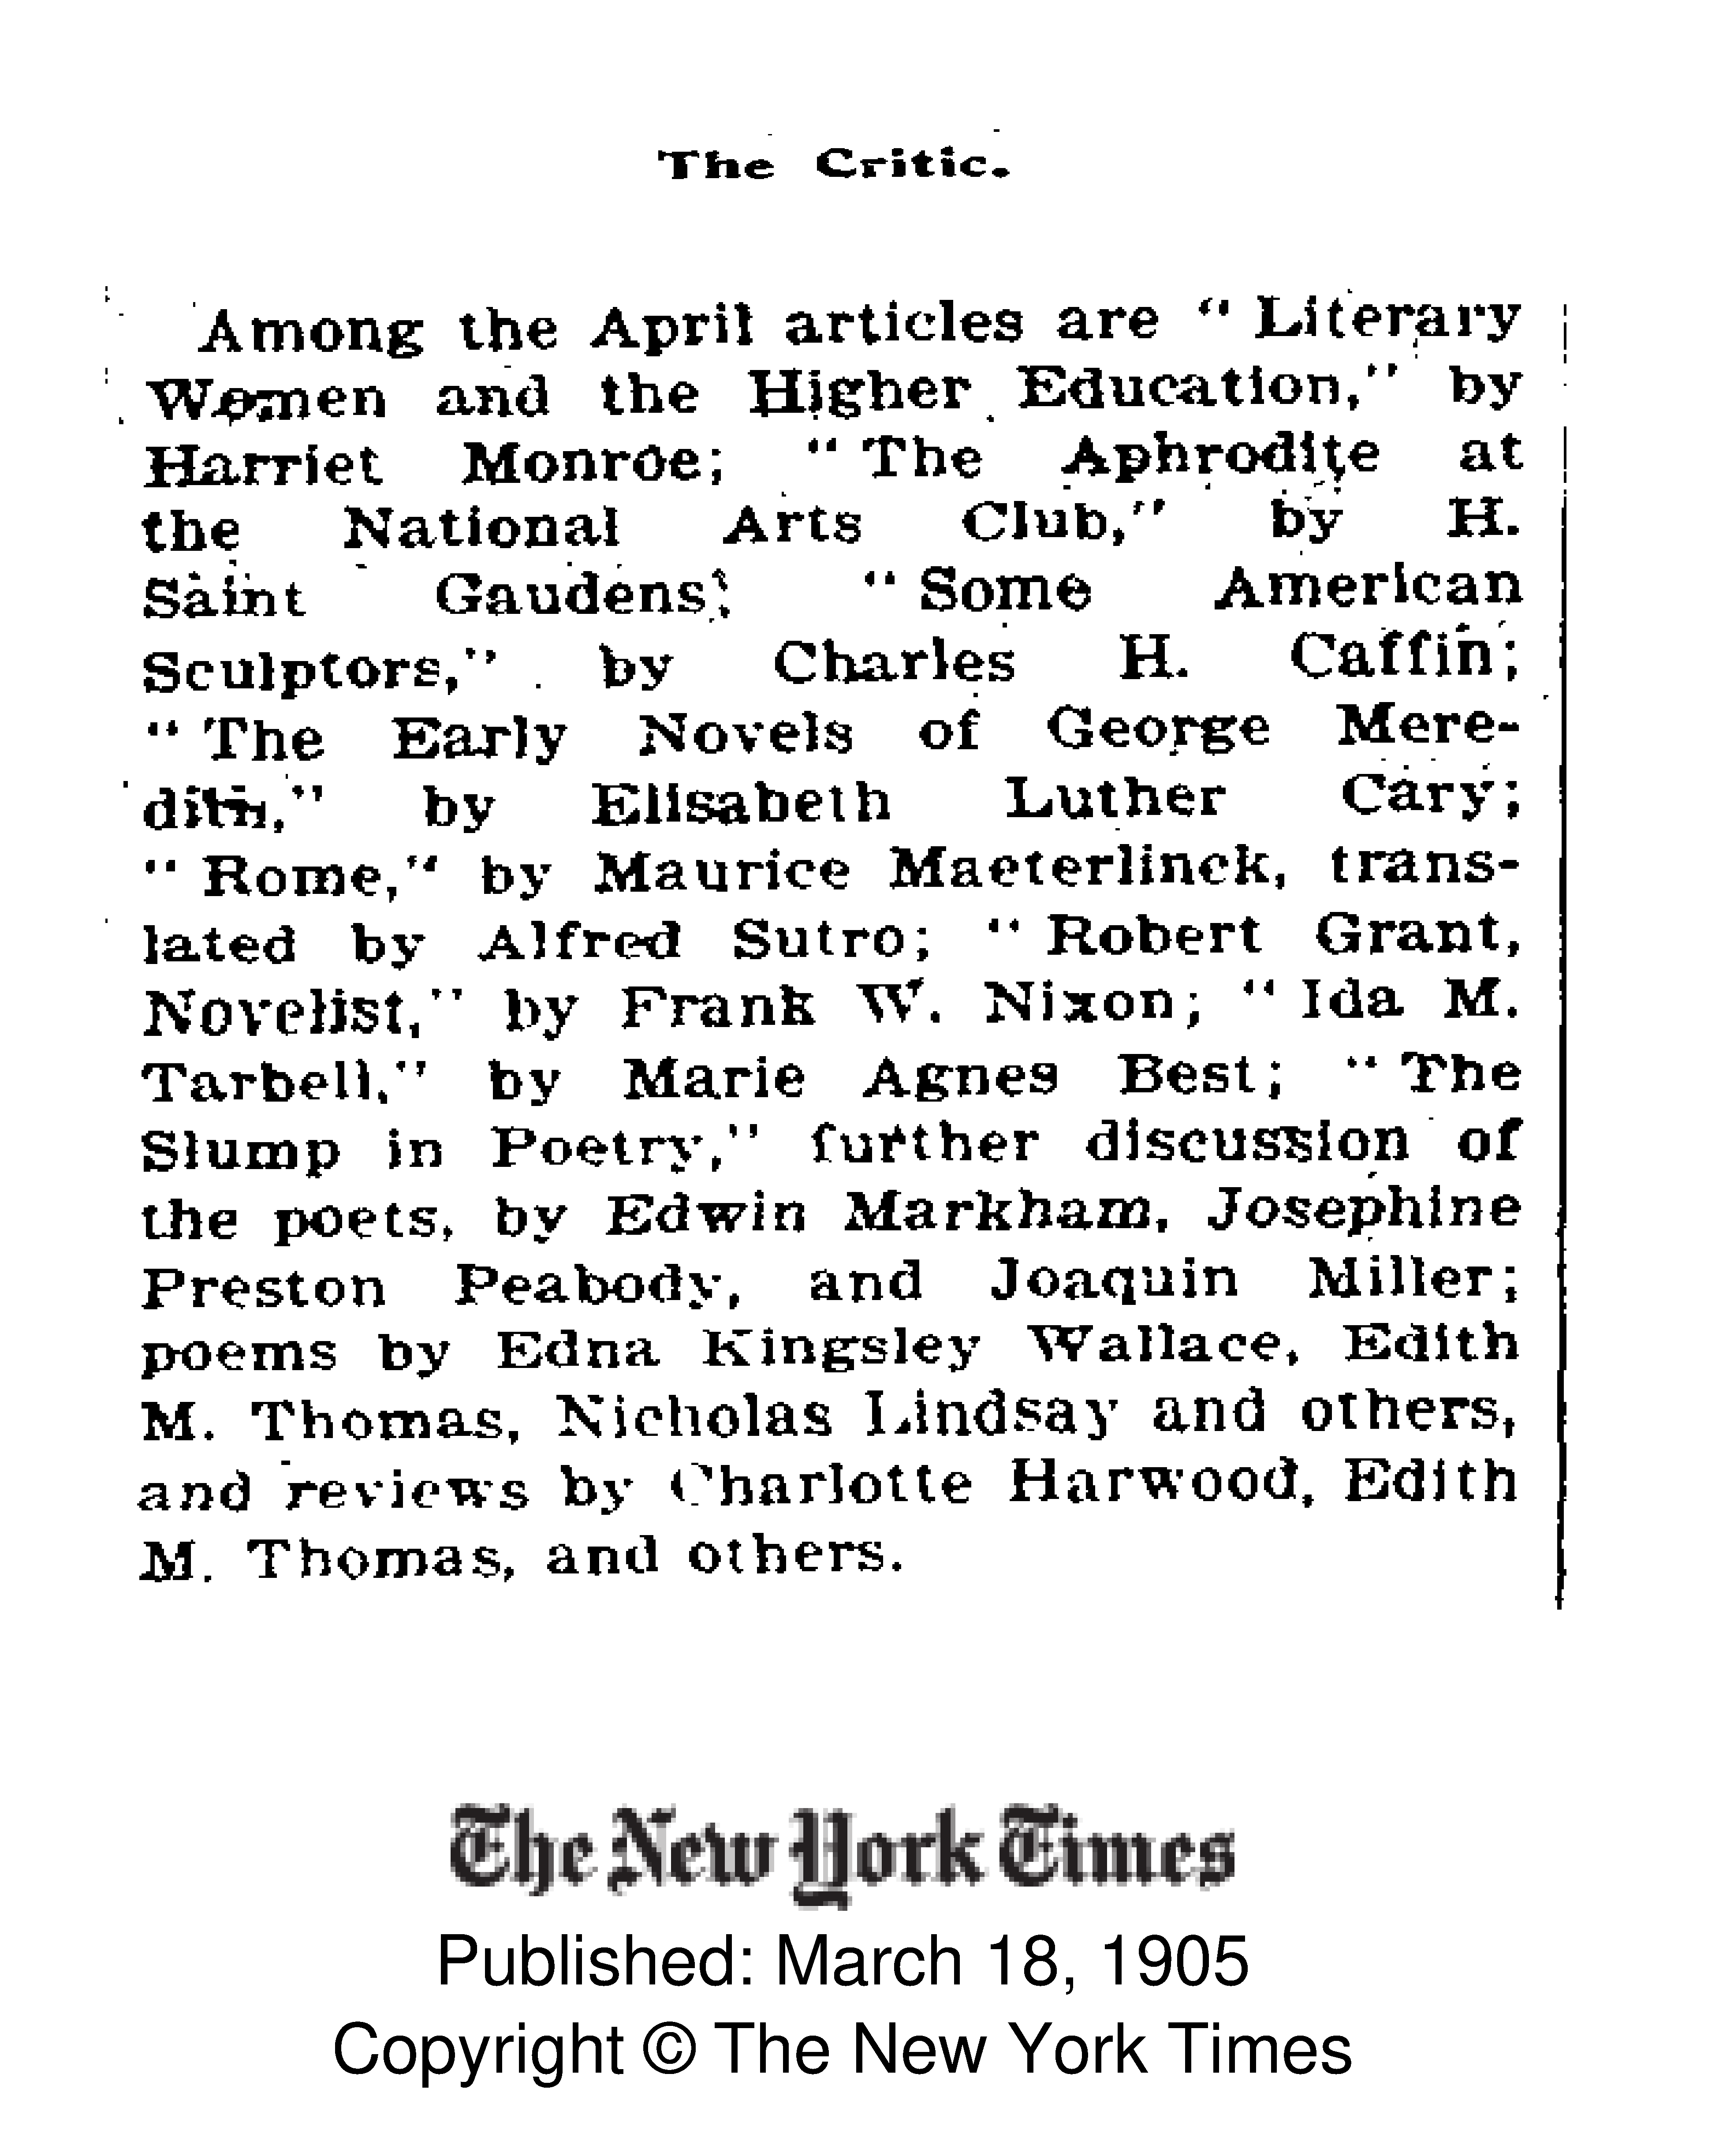 The Critic.
Among the April articles are "Literary
Women and the Higher Education," by
Harriet Monroe; "The Aphrodite at
the National Arts Club," by H.
Saint Gaudens; "Some American
Sculptors," by Charles H. Caffin;
"The Early Novels of George Mere-
dith," by Elisabeth Luther Cary;
"Rome," by Maurice Maeterlinck, trans-
lated by Alfred Sutro; "Robert Grant,
Novelist," by Frank W. Nixon; "Ida M.
Tarbell," by Marie Agnes Best; "The
Slump in Poetry," further discussion of
the poets, by Edwin Markham, Josephine
Preston Peabody, and Joaquin Miller;
poems by Edna Kingsley Wallace, Edith
M. Thomas, Nicholas Lindsay and others,
and reviews by Charlotte Harwood, Edith
M. Thomas, and others.
The New York Times
Published: March 18, 1905
Copyright © The New York Times